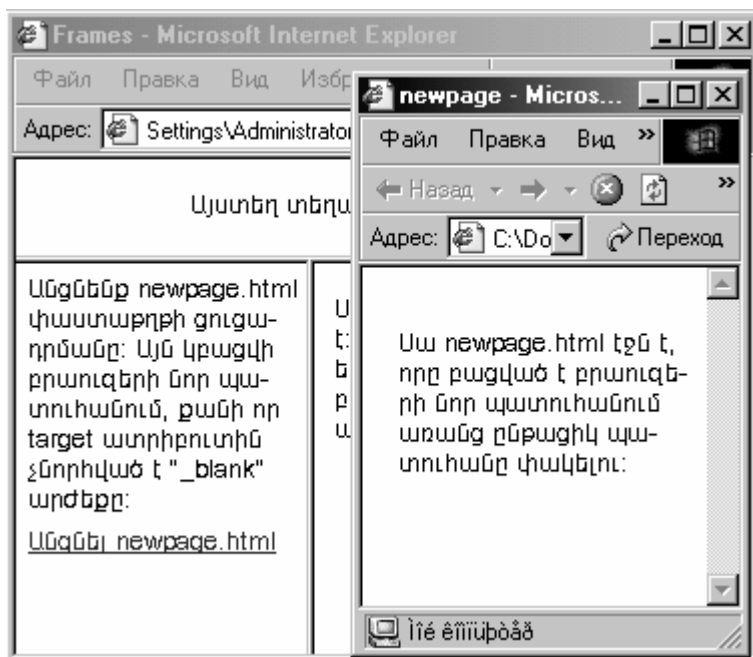 Frames - Microsoft Internet Explorer
Файл Правка Вид
Адрес: Settings\Administrator
Այստեղ
Անցնենք newpage.html
փաստաթղթի ցուցա-
դրմանը: Այն կբացվի
բրաուզերի նոր պա-
տուհանում, քանի որ
target ատրիբուտին
շնորհված է "_blank"
արժեքը:
Անցնել newpage.html
newpage - Micros...
Файл Правка Вид »
Назад »
Адрес: C:\Do Переход
Սա newpage.html էջն է,
որը բացված է բրաուզե-
րի նոր պատուհանում
առանց ընթացիկ պա-
տուհանը փակելու:
Ìîé êîìïüþòåð